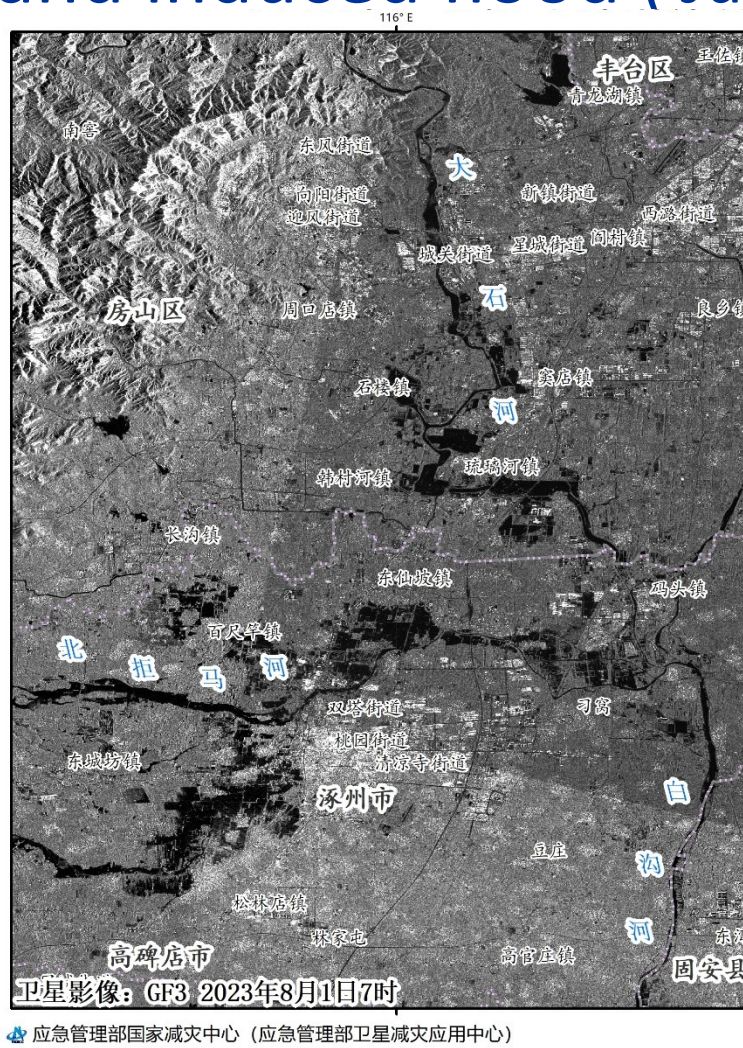 116° E
丰台区
王佐镇
青龙湖镇
南窖
东风街道
大
向阳街道
新镇街道
迎风街道
西潞街道
城关街道
星城街道
闫村镇
石
房山区
周口店镇
良乡镇
石楼镇
窦店镇
河
韩村河镇
琉璃河镇
长沟镇
东仙坡镇
码头镇
百尺竿镇
北拒马河
双塔街道
刁窝
桃园街道
东城坊镇
清凉寺街道
涿州市
白
豆庄
沟
松林店镇
河
林家屯
高官庄镇
高碑店市
固安县
卫星影像：GF3 2023年8月1日7时
应急管理部国家减灾中心（应急管理部卫星减灾应用中心）